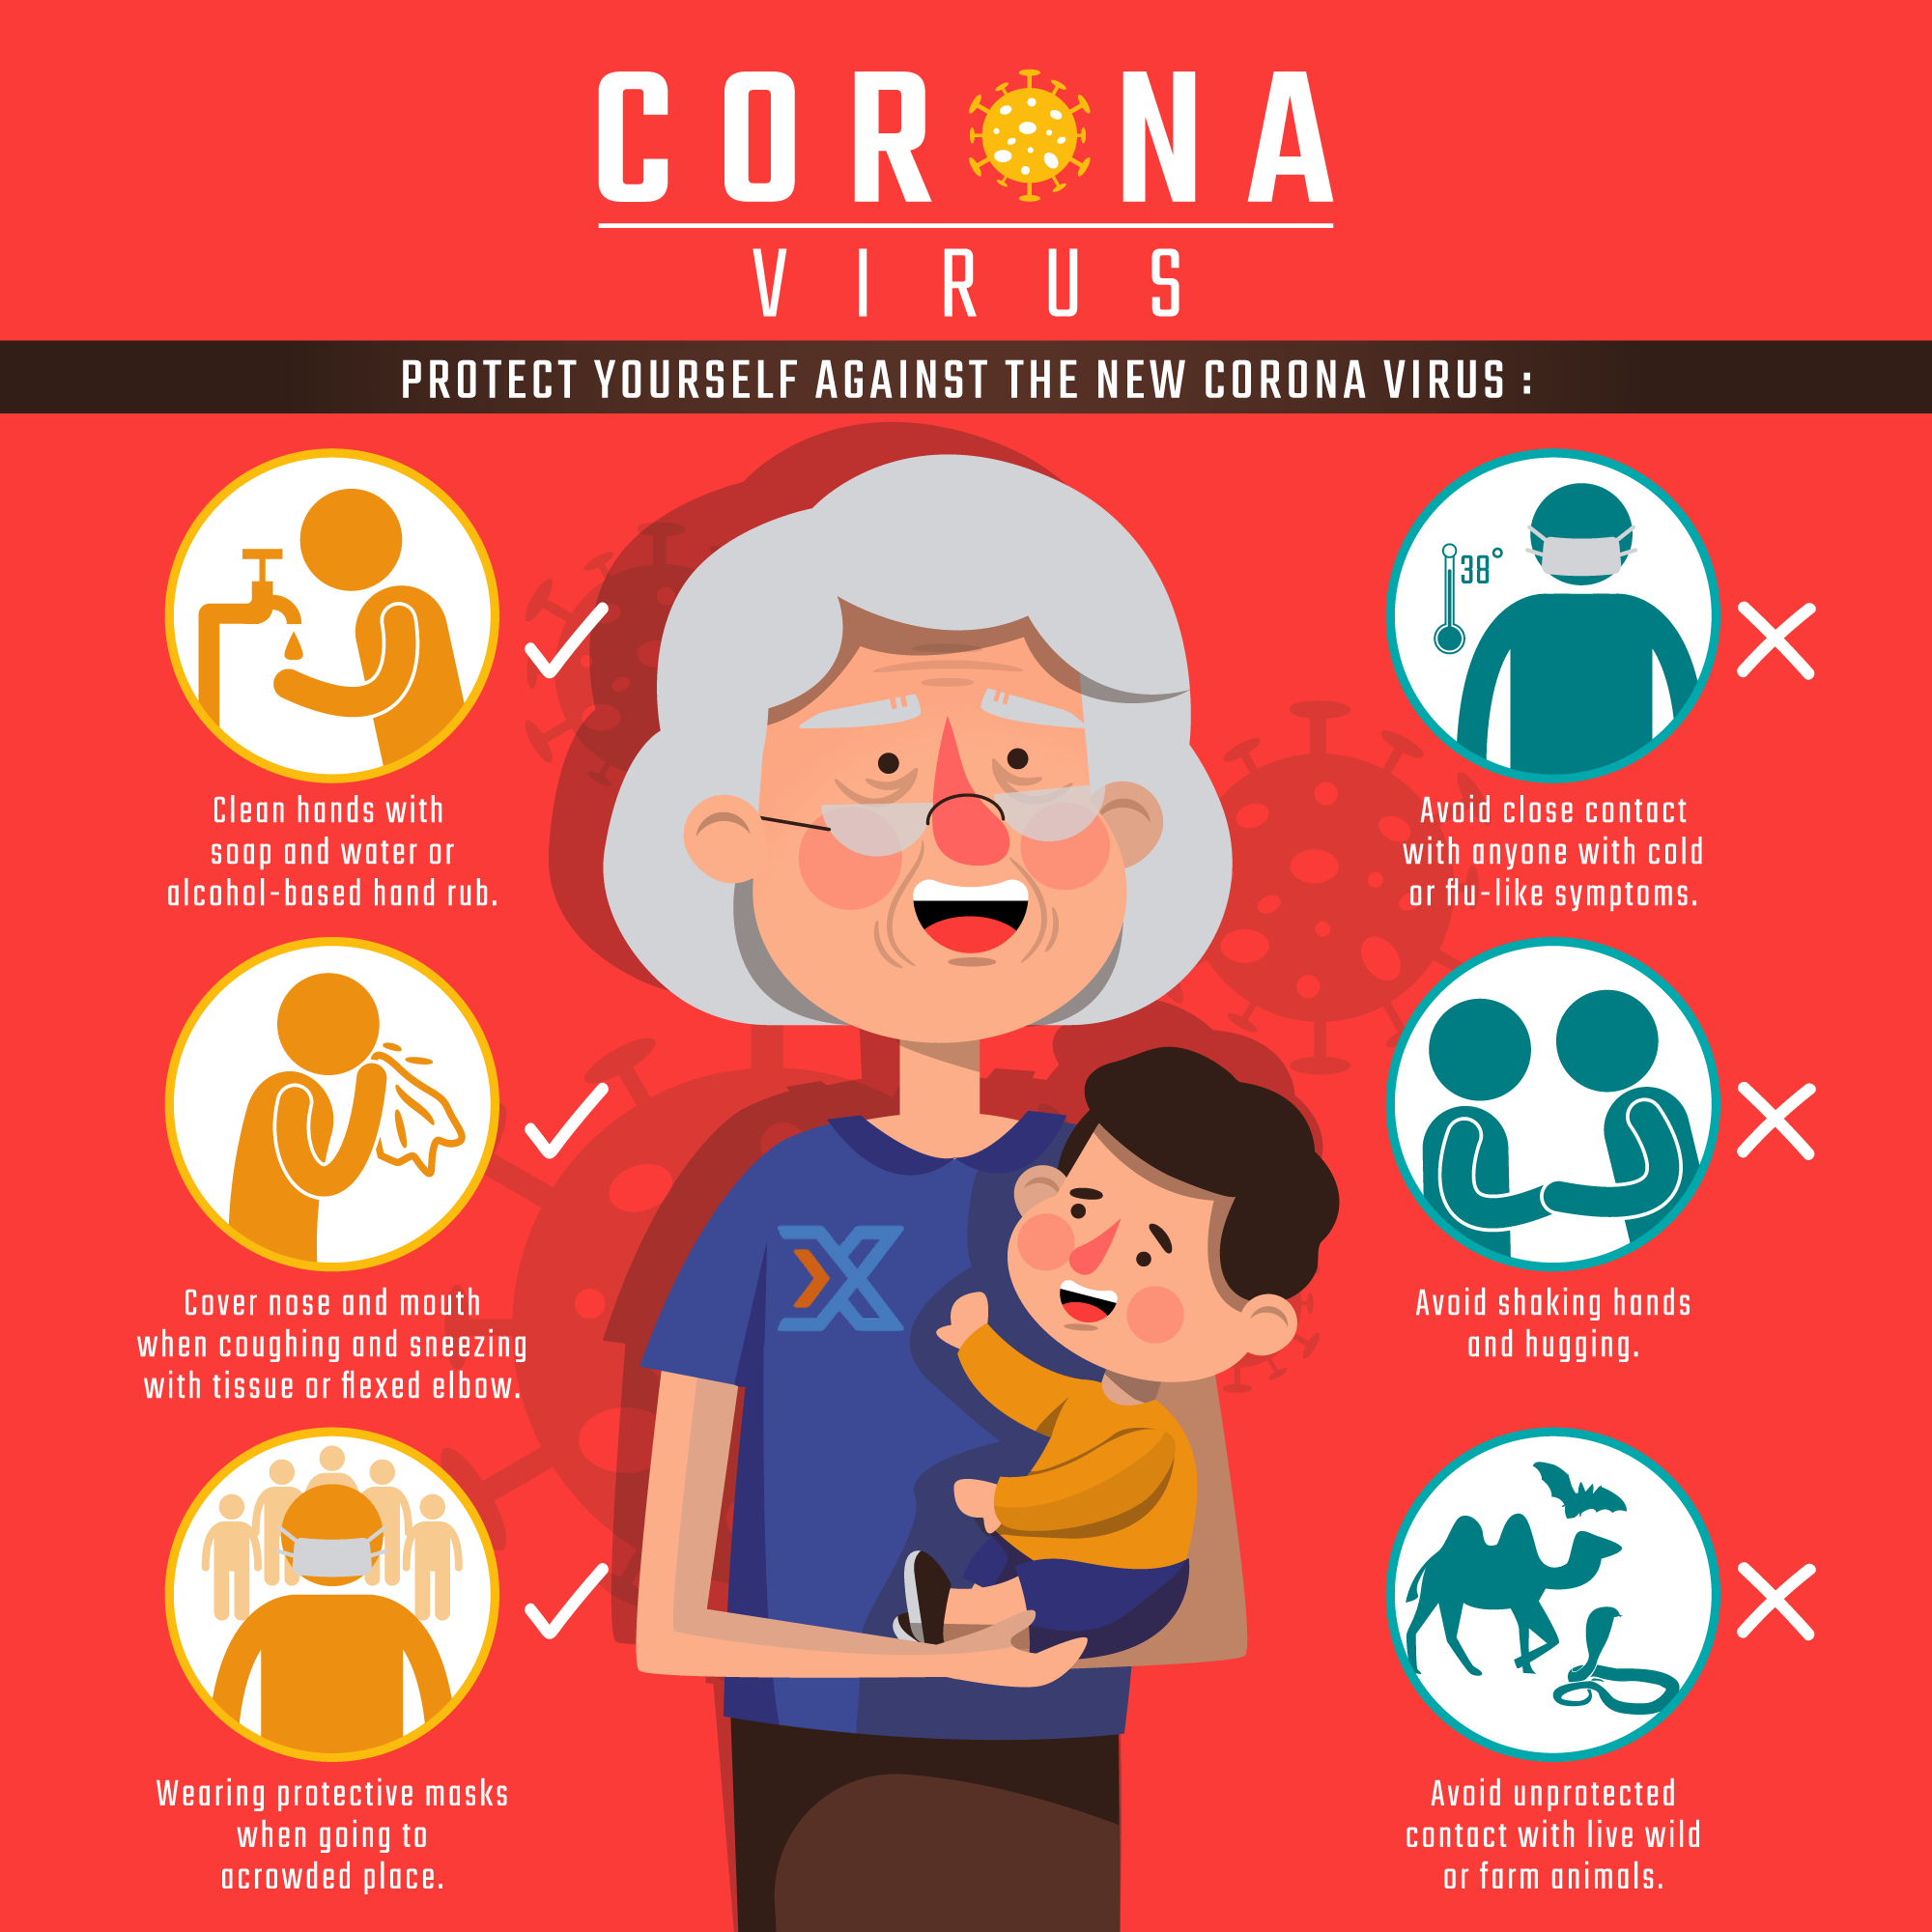 CORONA
VIRUS
PROTECT YOURSELF AGAINST THE NEW CORONA VIRUS :
Clean hands with
soap and water or
alcohol-based hand rub.
Cover nose and mouth
when coughing and sneezing
with tissue or flexed elbow.
Wearing protective masks
when going to
acrowded place.
38°
Avoid close contact
with anyone with cold
or flu-like symptoms.
Avoid shaking hands
and hugging.
Avoid unprotected
contact with live wild
or farm animals.